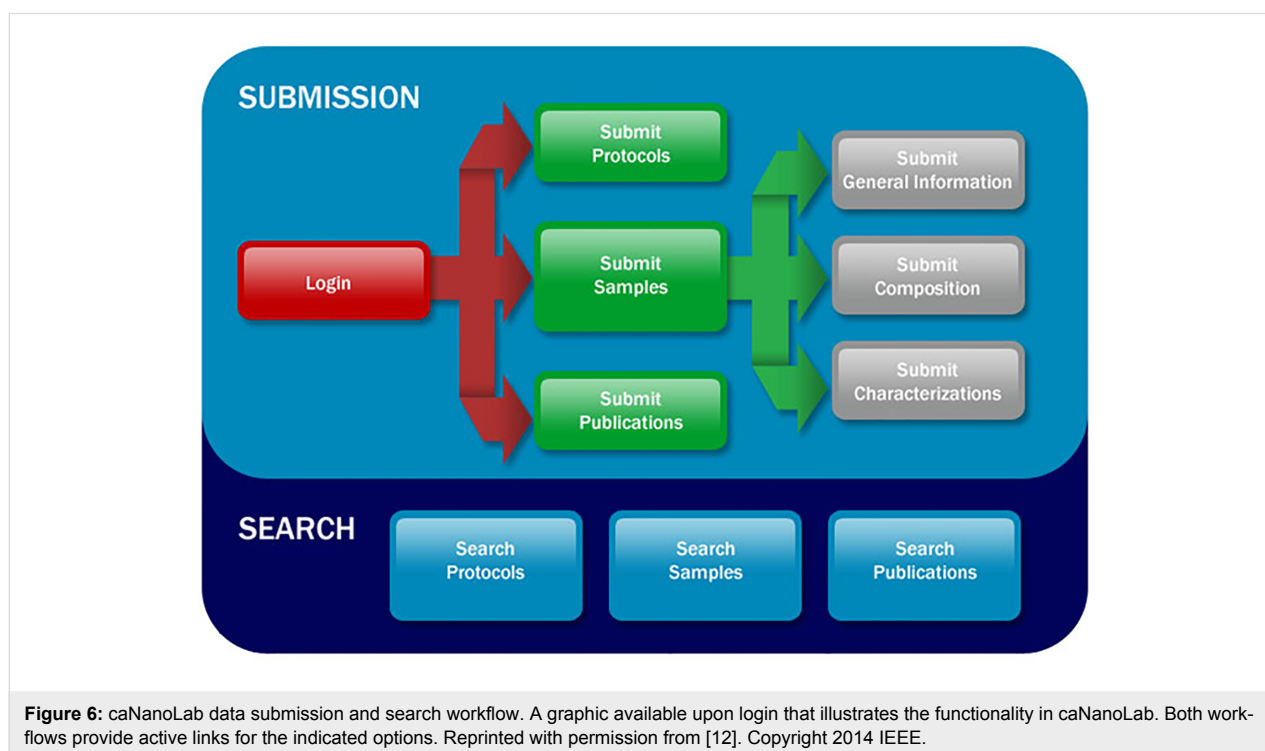 SUBMISSION
Submit
Protocols
Submit
General Information
Login
Submit
Samples
Submit
Composition
Submit
Publications
Submit
Characterizations
SEARCH
Search
Protocols
Search
Samples
Search
Publications
Figure 6: caNanoLab data submission and search workflow. A graphic available upon login that illustrates the functionality in caNanoLab. Both work-
flows provide active links for the indicated options. Reprinted with permission from [12]. Copyright 2014 IEEE.